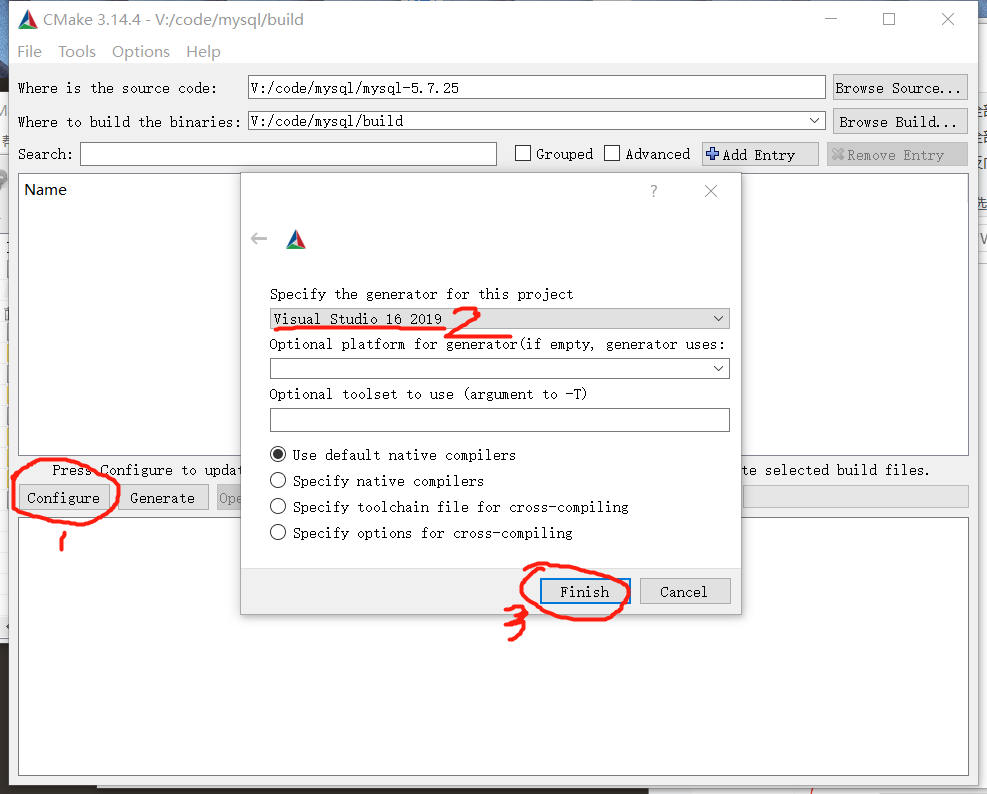 CMake 3.14.4 - V:/code/mysql/build
File Tools Options Help
Where is the source code: V:/code/mysql/mysql-5.7.25 Browse Source...
Where to build the binaries: V:/code/mysql/build Browse Build...
Search: Grouped Advanced Add Entry Remove Entry
Name
?
Specify the generator for this project
Visual Studio 16 2019
2
Optional platform for generator(if empty, generator uses:
Optional toolset to use (argument to -T)
Use default native compilers
Specify native compilers
Specify toolchain file for cross-compiling
Specify options for cross-compiling
Press Configure to updat
te selected build files.
Configure Generate Ope
1
Finish Cancel
3